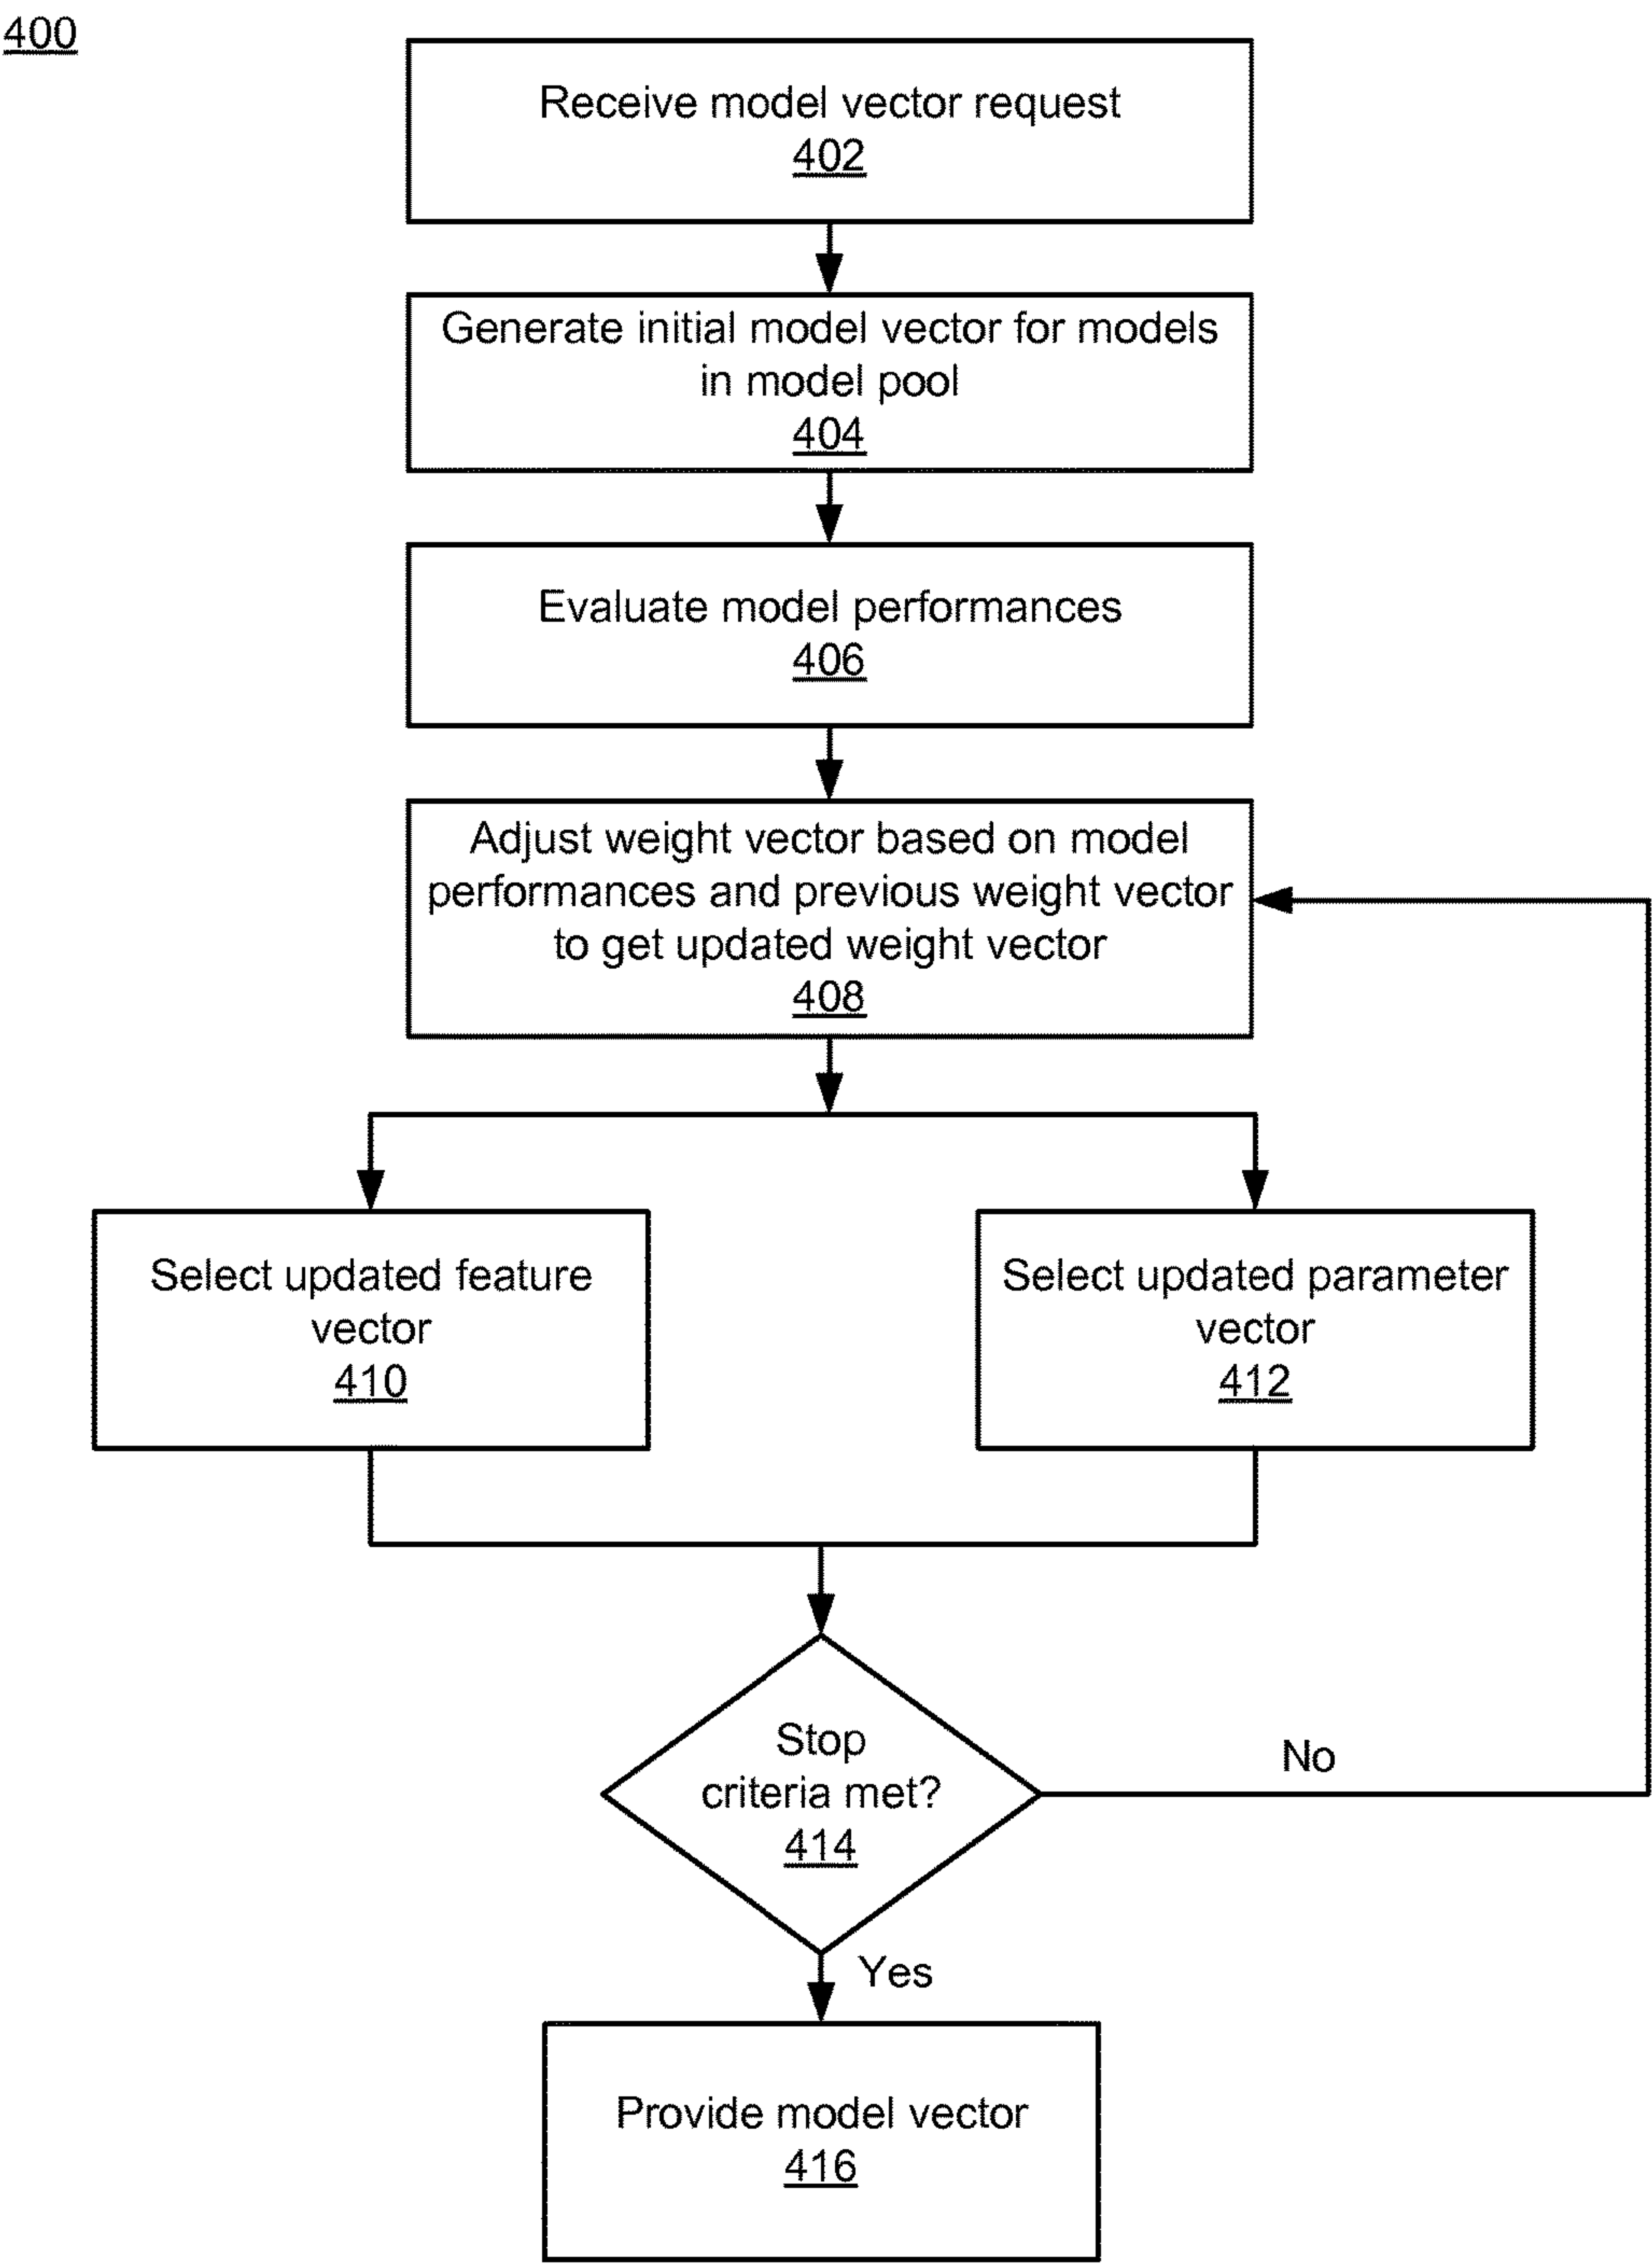 400
Receive model vector request
402
Generate initial model vector for models
in model pool
404
Evaluate model performances
406
Adjust weight vector based on model
performances and previous weight vector
to get updated weight vector
408
Select updated feature
vector
410
Select updated parameter
vector
412
Stop
criteria met?
414
No
Yes
Provide model vector
416